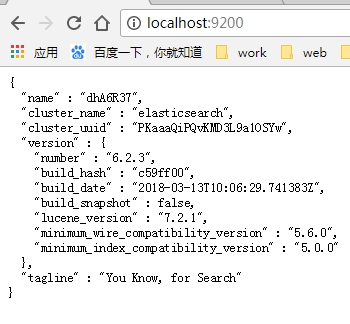 localhost:9200
应用 百度一下，你就知道 work web
{
"name" : "dhA6R37",
"cluster_name" : "elasticsearch",
"cluster_uuid" : "PKaaaQiPQvKMD3L9a1OSYw",
"version" : {
"number" : "6.2.3",
"build_hash" : "c59ff00",
"build_date" : "2018-03-13T10:06:29.741383Z",
"build_snapshot" : false,
"lucene_version" : "7.2.1",
"minimum_wire_compatibility_version" : "5.6.0",
"minimum_index_compatibility_version" : "5.0.0"
},
"tagline" : "You Know, for Search"
}